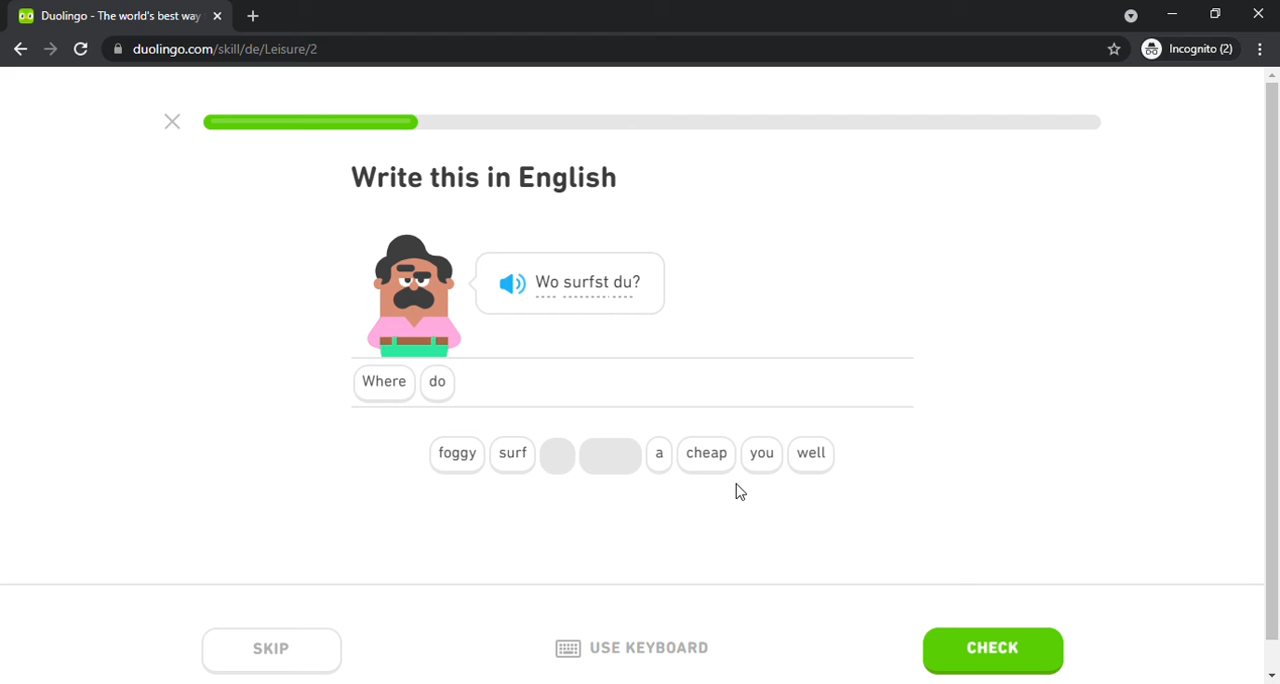 Duolingo - The world's best way
duolingo.com/skill/de/Leisure/2
Incognito (2)
Write this in English
Wo surfst du?
Where do
foggy surf a cheap you well
SKIP
USE KEYBOARD
CHECK